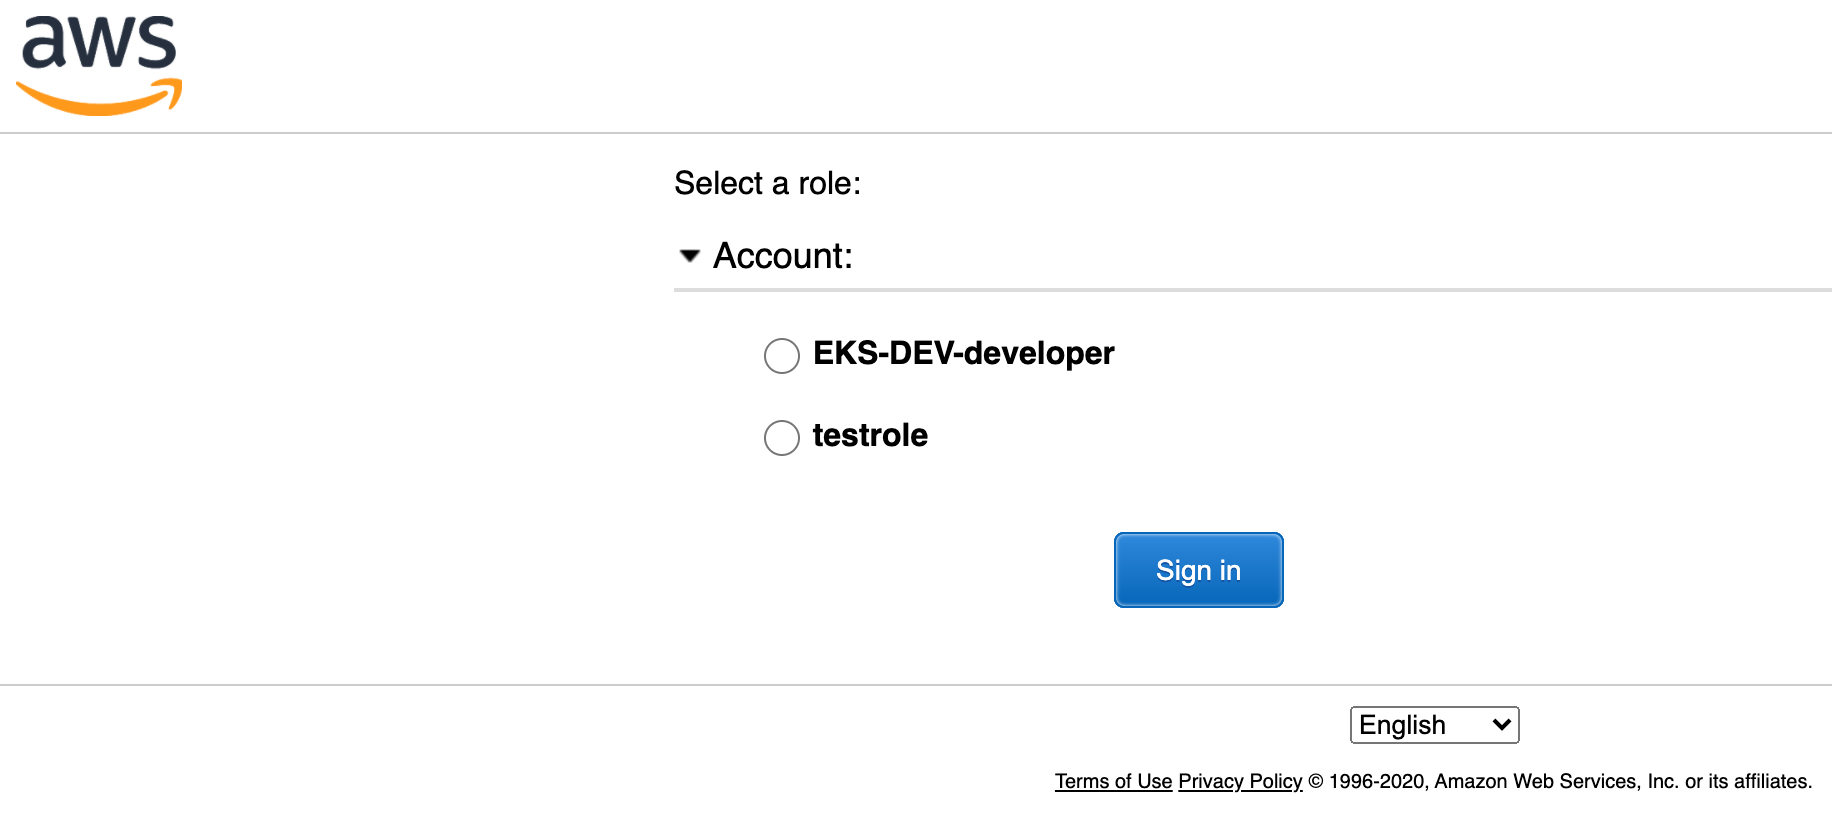 aws
Select a role:
Account:
EKS-DEV-developer
testrole
Sign in
English
Terms of Use Privacy Policy © 1996-2020, Amazon Web Services, Inc. or its affiliates.